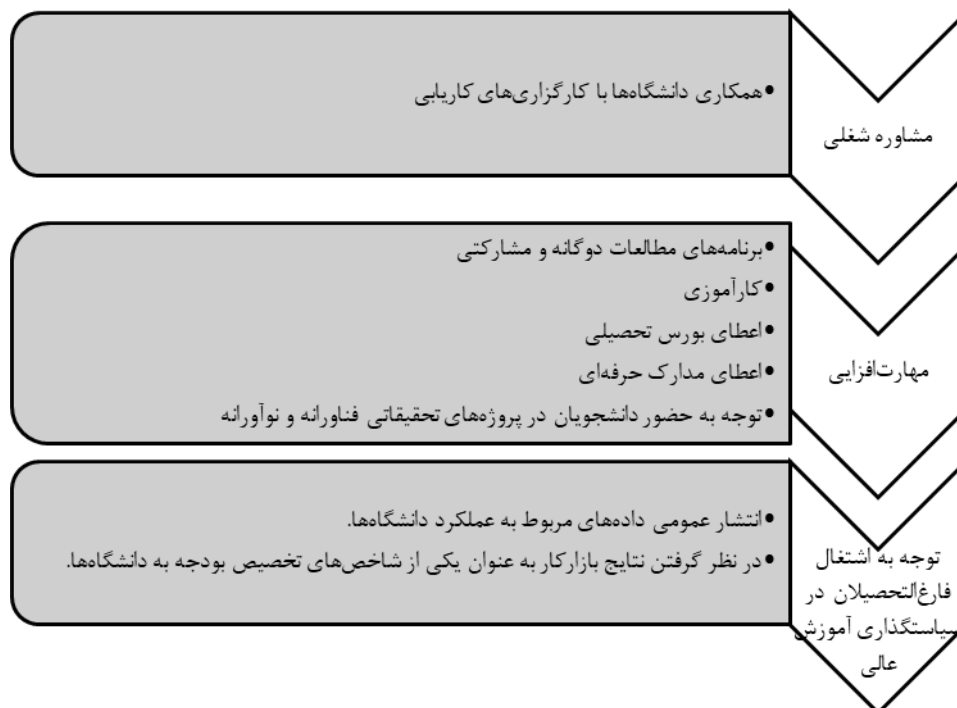 مشاوره شغلی
•همکاری دانشگاه‌ها با کارگزاری‌های کاریابی
مهارت‌افزایی
•برنامه‌های مطالعات دوگانه و مشارکتی
•کارآموزی
•اعطای بورس تحصیلی
•اعطای مدارک حرفه‌ای
•توجه به حضور دانشجویان در پروژه‌های تحقیقاتی فناورانه و نوآورانه
توجه به اشتغال
فارغ‌التحصیلان در
سیاستگذاری آموزش
عالی
•انتشار عمومی داده‌های مربوط به عملکرد دانشگاه‌ها.
•در نظر گرفتن نتایج بازارکار به عنوان یکی از شاخص‌های تخصیص بودجه به دانشگاه‌ها.